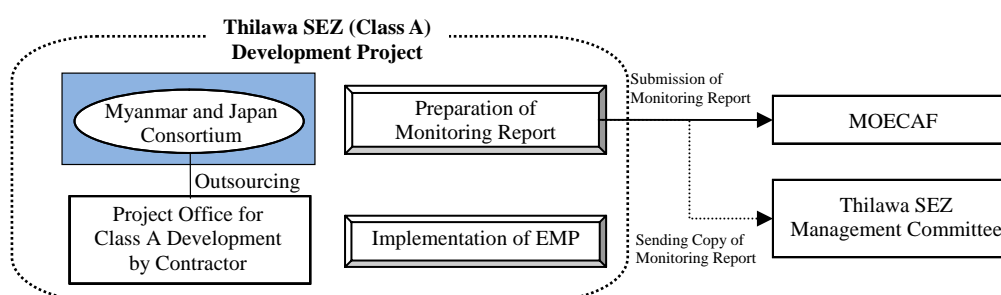 Thilawa SEZ (Class A)
Development Project
Myanmar and Japan
Consortium
Outsourcing
Project Office for
Class A Development
by Contractor
Preparation of
Monitoring Report
Implementation of EMP
Submission of
Monitoring Report
MOECAF
Sending Copy of
Monitoring Report
Thilawa SEZ
Management Committee